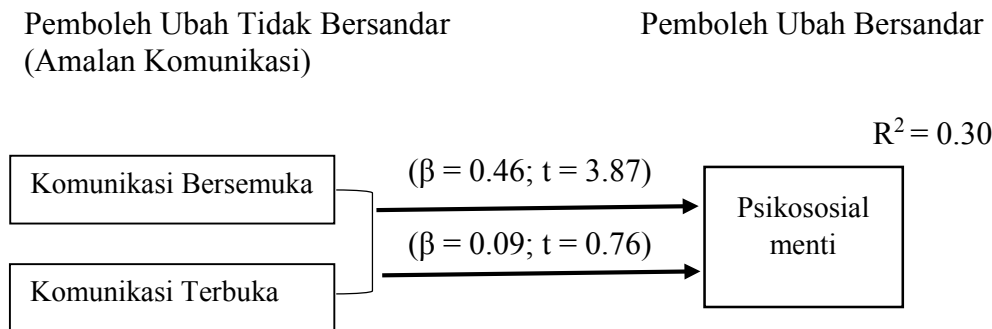 Pemboleh Ubah Tidak Bersandar
(Amalan Komunikasi)
Pemboleh Ubah Bersandar
R² = 0.30
Komunikasi Bersemuka
(β = 0.46; t = 3.87)
Psikososial
menti
(β = 0.09; t = 0.76)
Komunikasi Terbuka